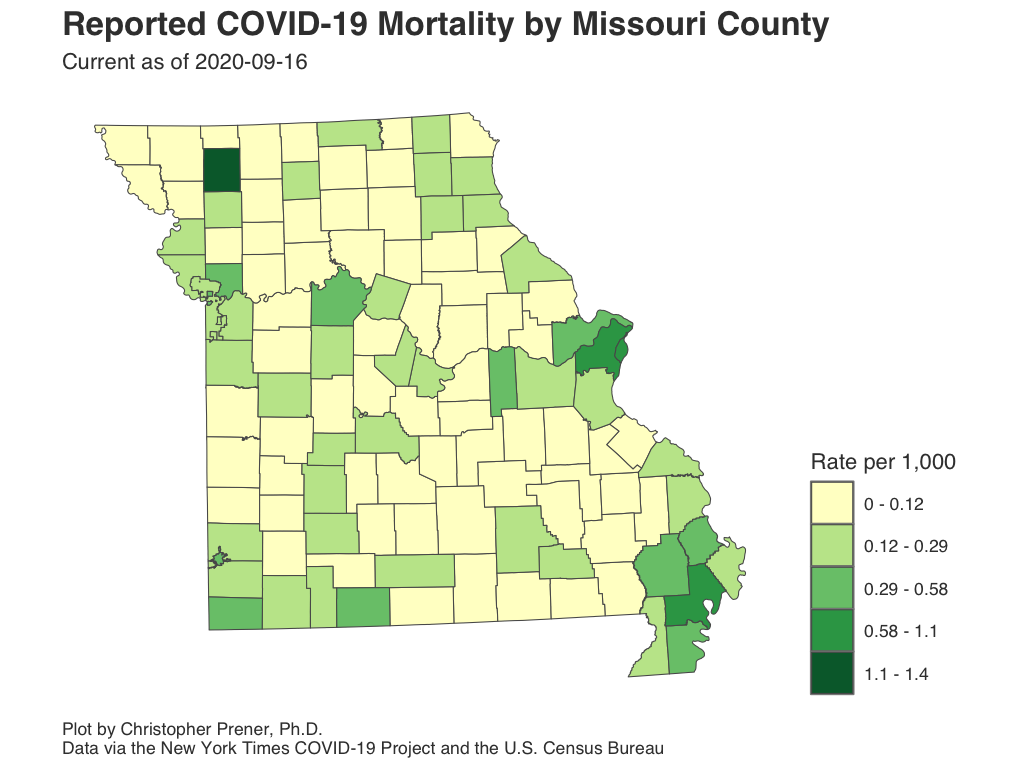 Reported COVID-19 Mortality by Missouri County
Current as of 2020-09-16
Rate per 1,000
0 - 0.12
0.12 - 0.29
0.29 - 0.58
0.58 - 1.1
1.1 - 1.4
Plot by Christopher Prener, Ph.D.
Data via the New York Times COVID-19 Project and the U.S. Census Bureau